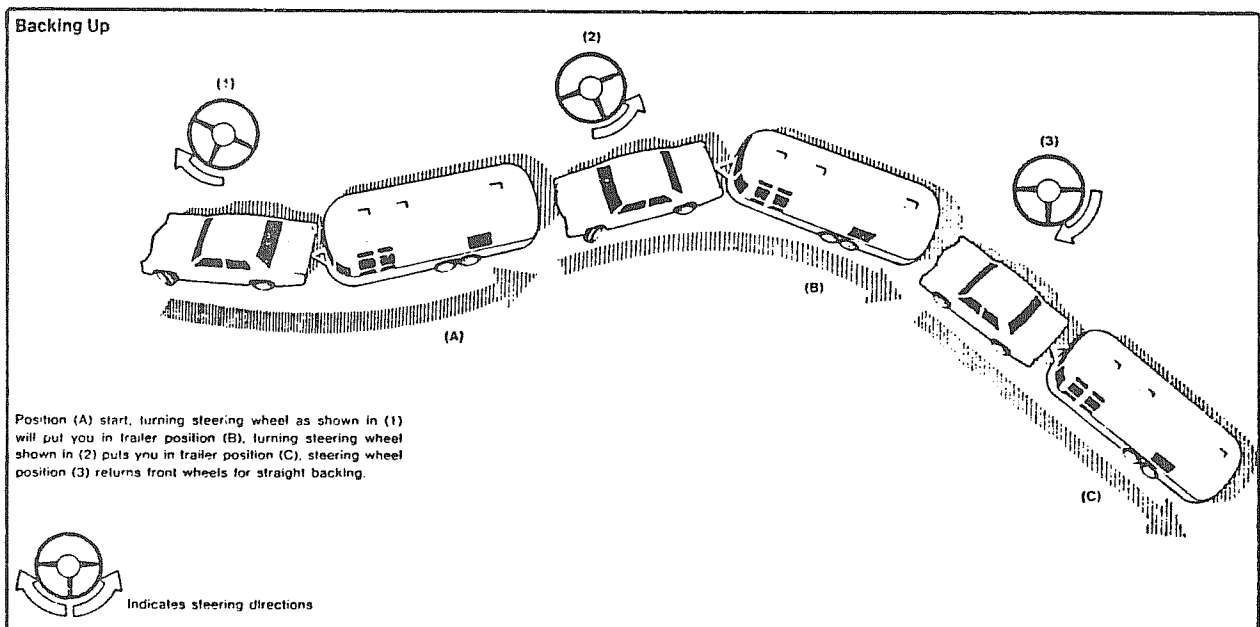 Backing Up
(1)
(2)
(3)
(A)
(B)
(C)
Position (A) start, turning steering wheel as shown in (1)
will put you in trailer position (B), turning steering wheel
shown in (2) puts you in trailer position (C), steering wheel
position (3) returns front wheels for straight backing.
Indicates steering directions